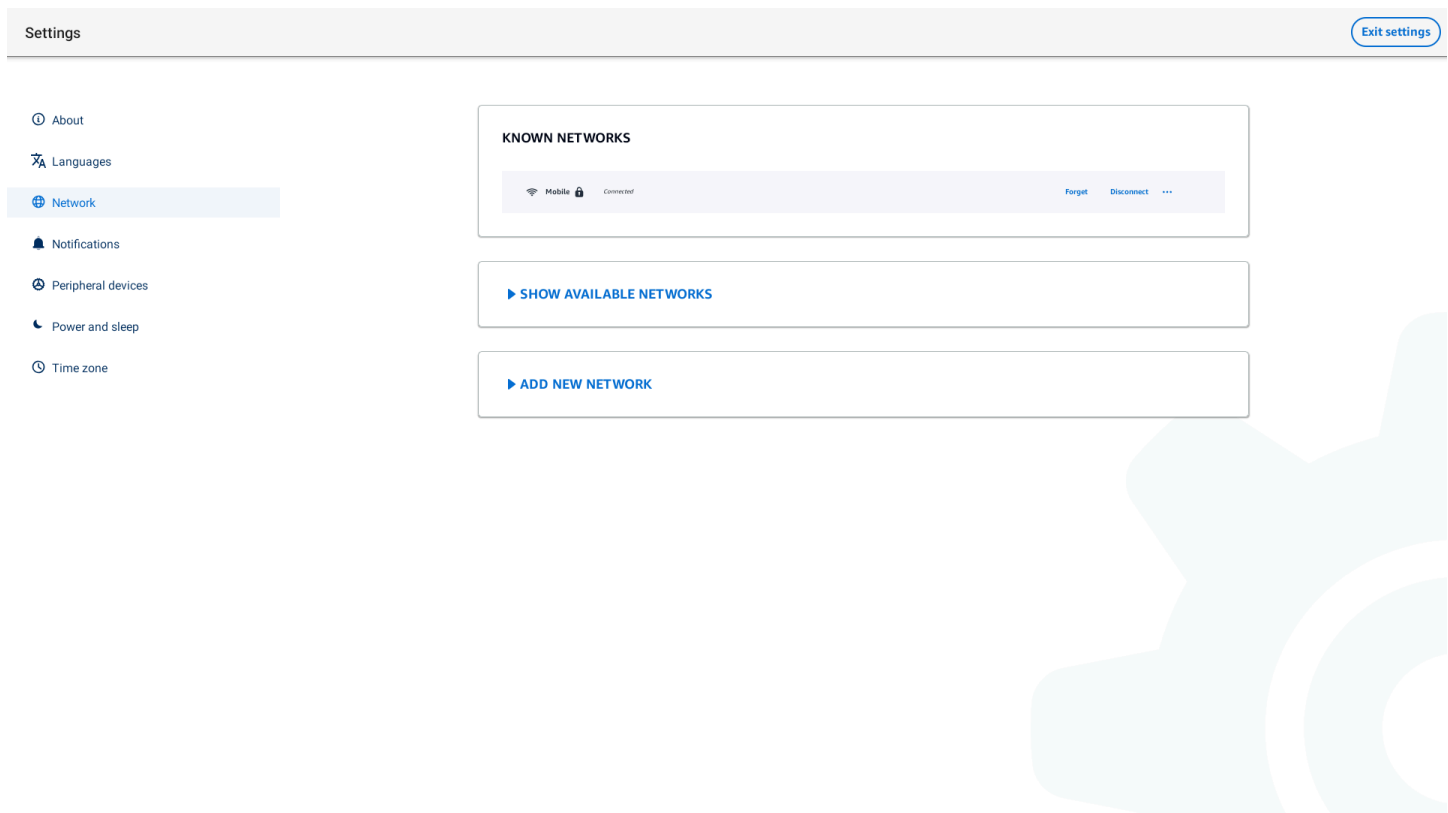 Settings
Exit settings
About
Languages
Network
Notifications
Peripheral devices
Power and sleep
Time zone
KNOWN NETWORKS
Mobile Connected Forget Disconnect ...
SHOW AVAILABLE NETWORKS
ADD NEW NETWORK